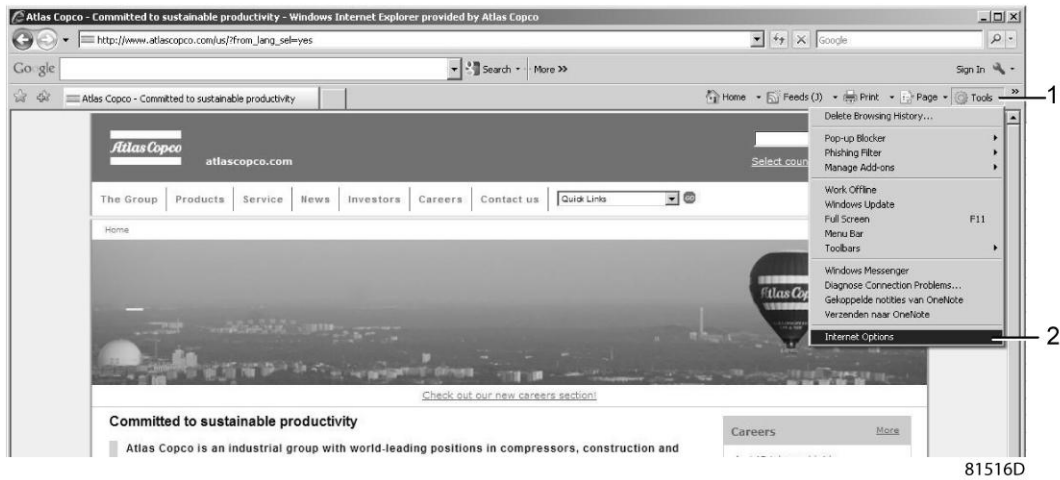 Atlas Copco - Committed to sustainable productivity - Windows Internet Explorer provided by Atlas Copco
http://www.atlascopco.com/us/?from_lang_sel=yes
Google
Google
Search
More >>
Sign In
Atlas Copco - Committed to sustainable productivity
Home
Feeds (J)
Print
Page
Tools
»
1
Delete Browsing History...
Pop-up Blocker
Phishing Filter
Manage Add-ons
Work Offline
Windows Update
Full Screen F11
Menu Bar
Toolbars
Windows Messenger
Diagnose Connection Problems...
Gekoppelde notities van OneNote
Verzenden naar OneNote
Internet Options
2
Atlas Copco
atlascopco.com
Select coun
The Group
Products
Service
News
Investors
Careers
Contact us
Quick Links
Home
Atlas Cop
Check out our new careers section!
Committed to sustainable productivity
Atlas Copco is an industrial group with world-leading positions in compressors, construction and
Careers
More
81516D